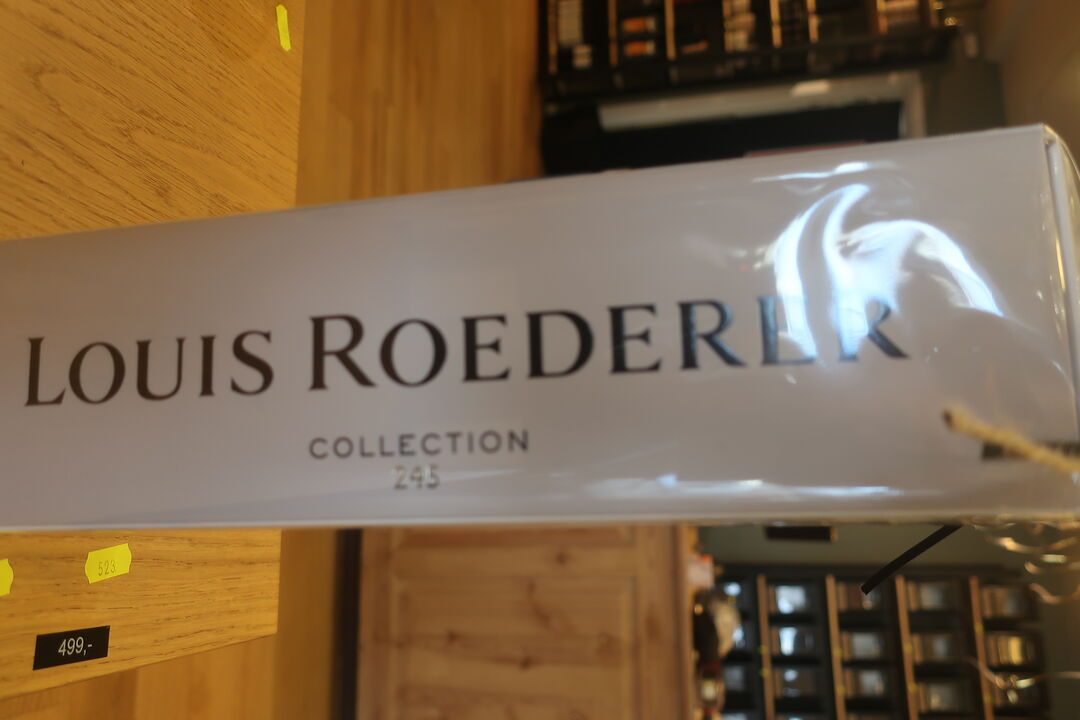 LOUIS ROEDERER
COLLECTION
245
523
499,-